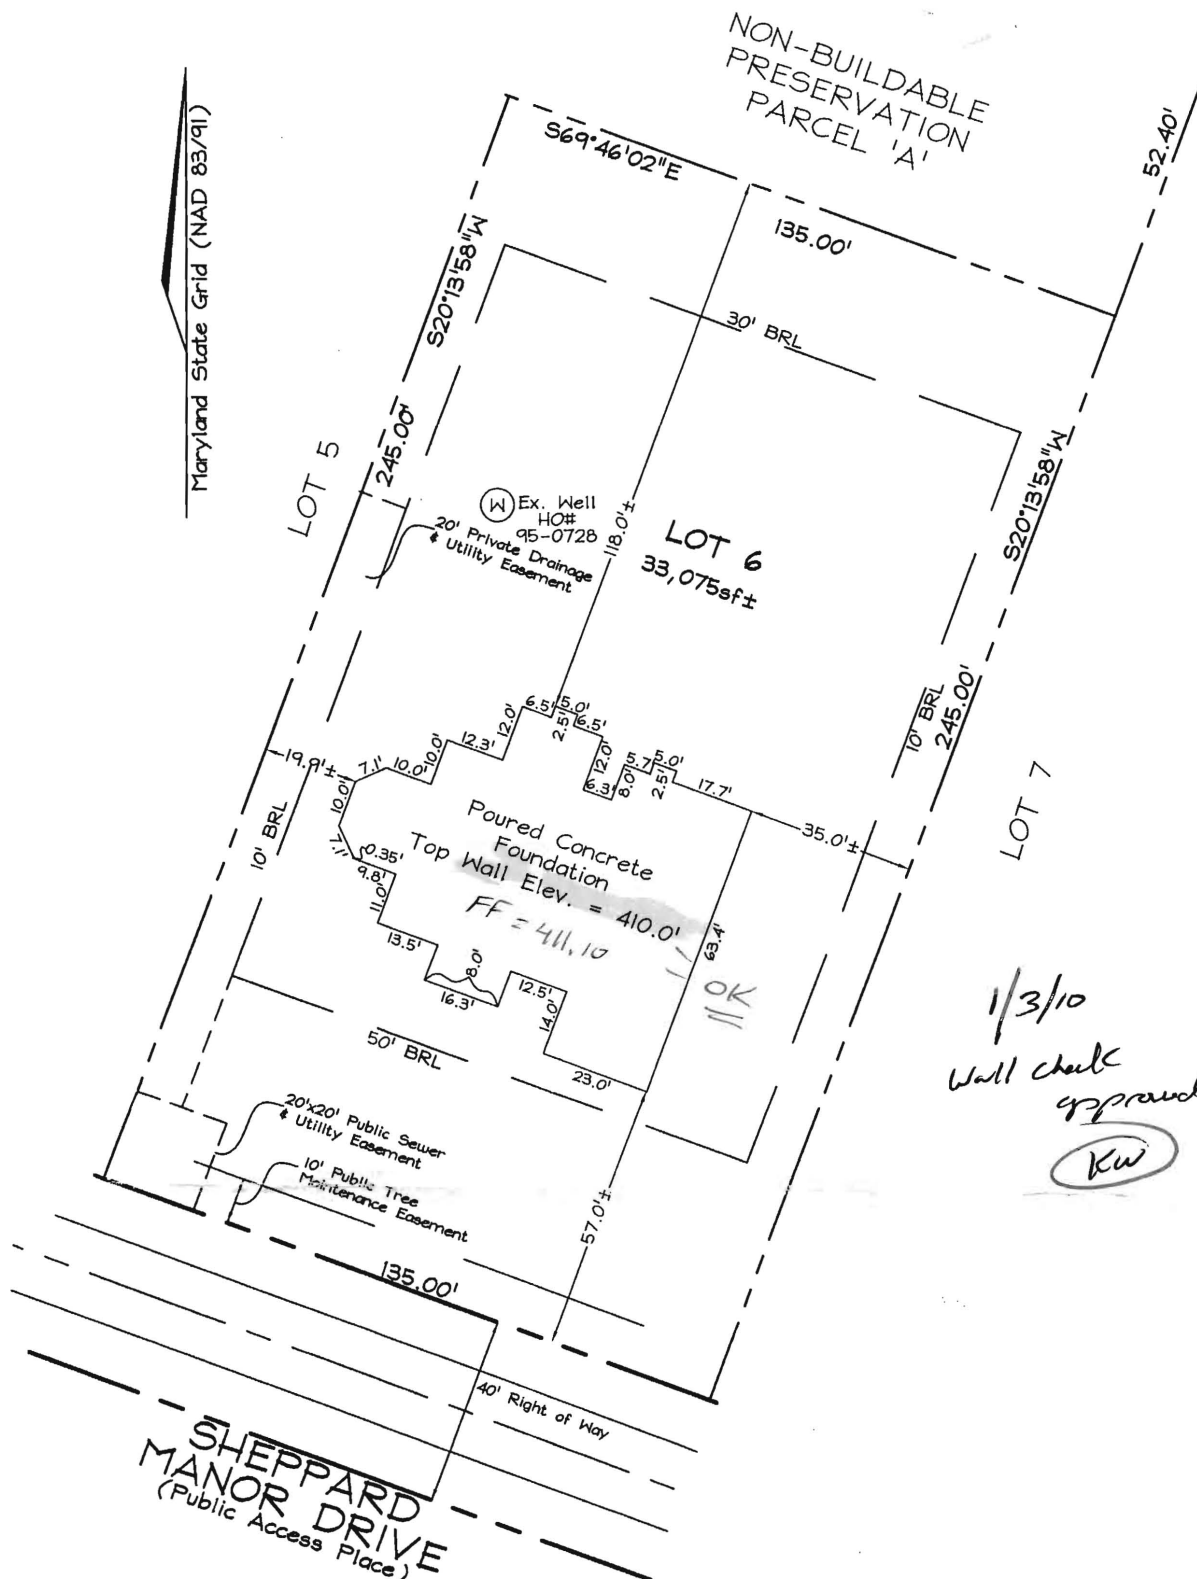 NON-BUILDABLE
PRESERVATION
PARCEL 'A'
52.40'
S69°46'02"E
135.00'
Maryland State Grid (NAD 83/91)
S20°13'58"W
245.00'
30' BRL
LOT 5
W
Ex. Well
HO#
95-0728
20' Private Drainage
& Utility Easement
118.0'±
LOT 6
33,075sf±
S20°13'58"W
10' BRL
245.00'
LOT 7
6.5'
5.0'
2.5'
6.5'
12.0'
12.3'
12.0'
10.0'
10.0'
7.1'
19.9'±
10.0'
7.1'
0.35'
9.8'
11.0'
13.5'
8.0'
16.3'
12.5'
14.0'
23.0'
6.3'
8.0'
5.7
5.0'
2.5'
17.7'
35.0'±
63.4'
10' BRL
Poured Concrete
Foundation
Top Wall Elev. = 410.0'
FF = 411.10
OK
50' BRL
1/3/10
Wall check
approved
KW
20'x20' Public Sewer
& Utility Easement
10' Public Tree
Maintenance Easement
57.0'±
135.00'
40' Right of Way
SHEPPARD
MANOR DRIVE
(Public Access Place)